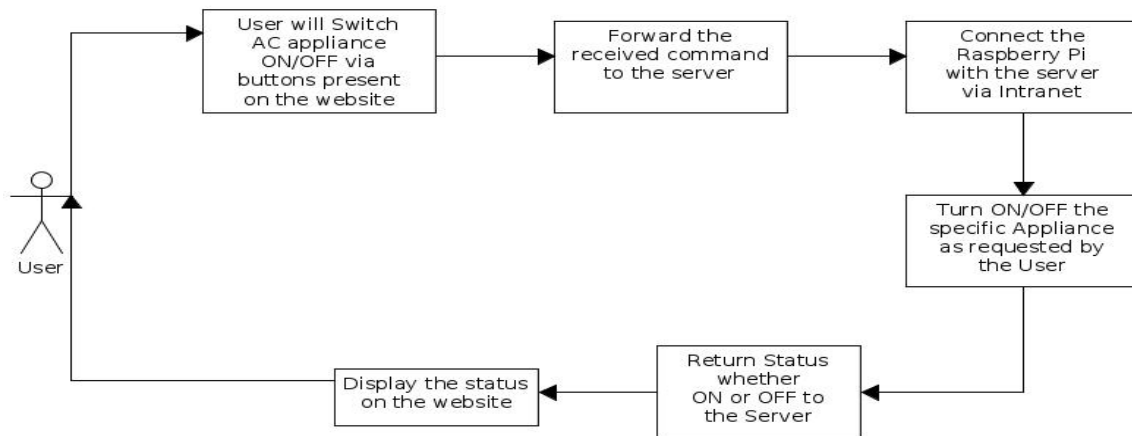 User will Switch
AC appliance
ON/OFF via
buttons present
on the website
Forward the
received command
to the server
Connect the
Raspberry Pi
with the server
via Intranet
Turn ON/OFF the
specific Appliance
as requested by
the User
Return Status
whether
ON or OFF to
the Server
Display the status
on the website
User